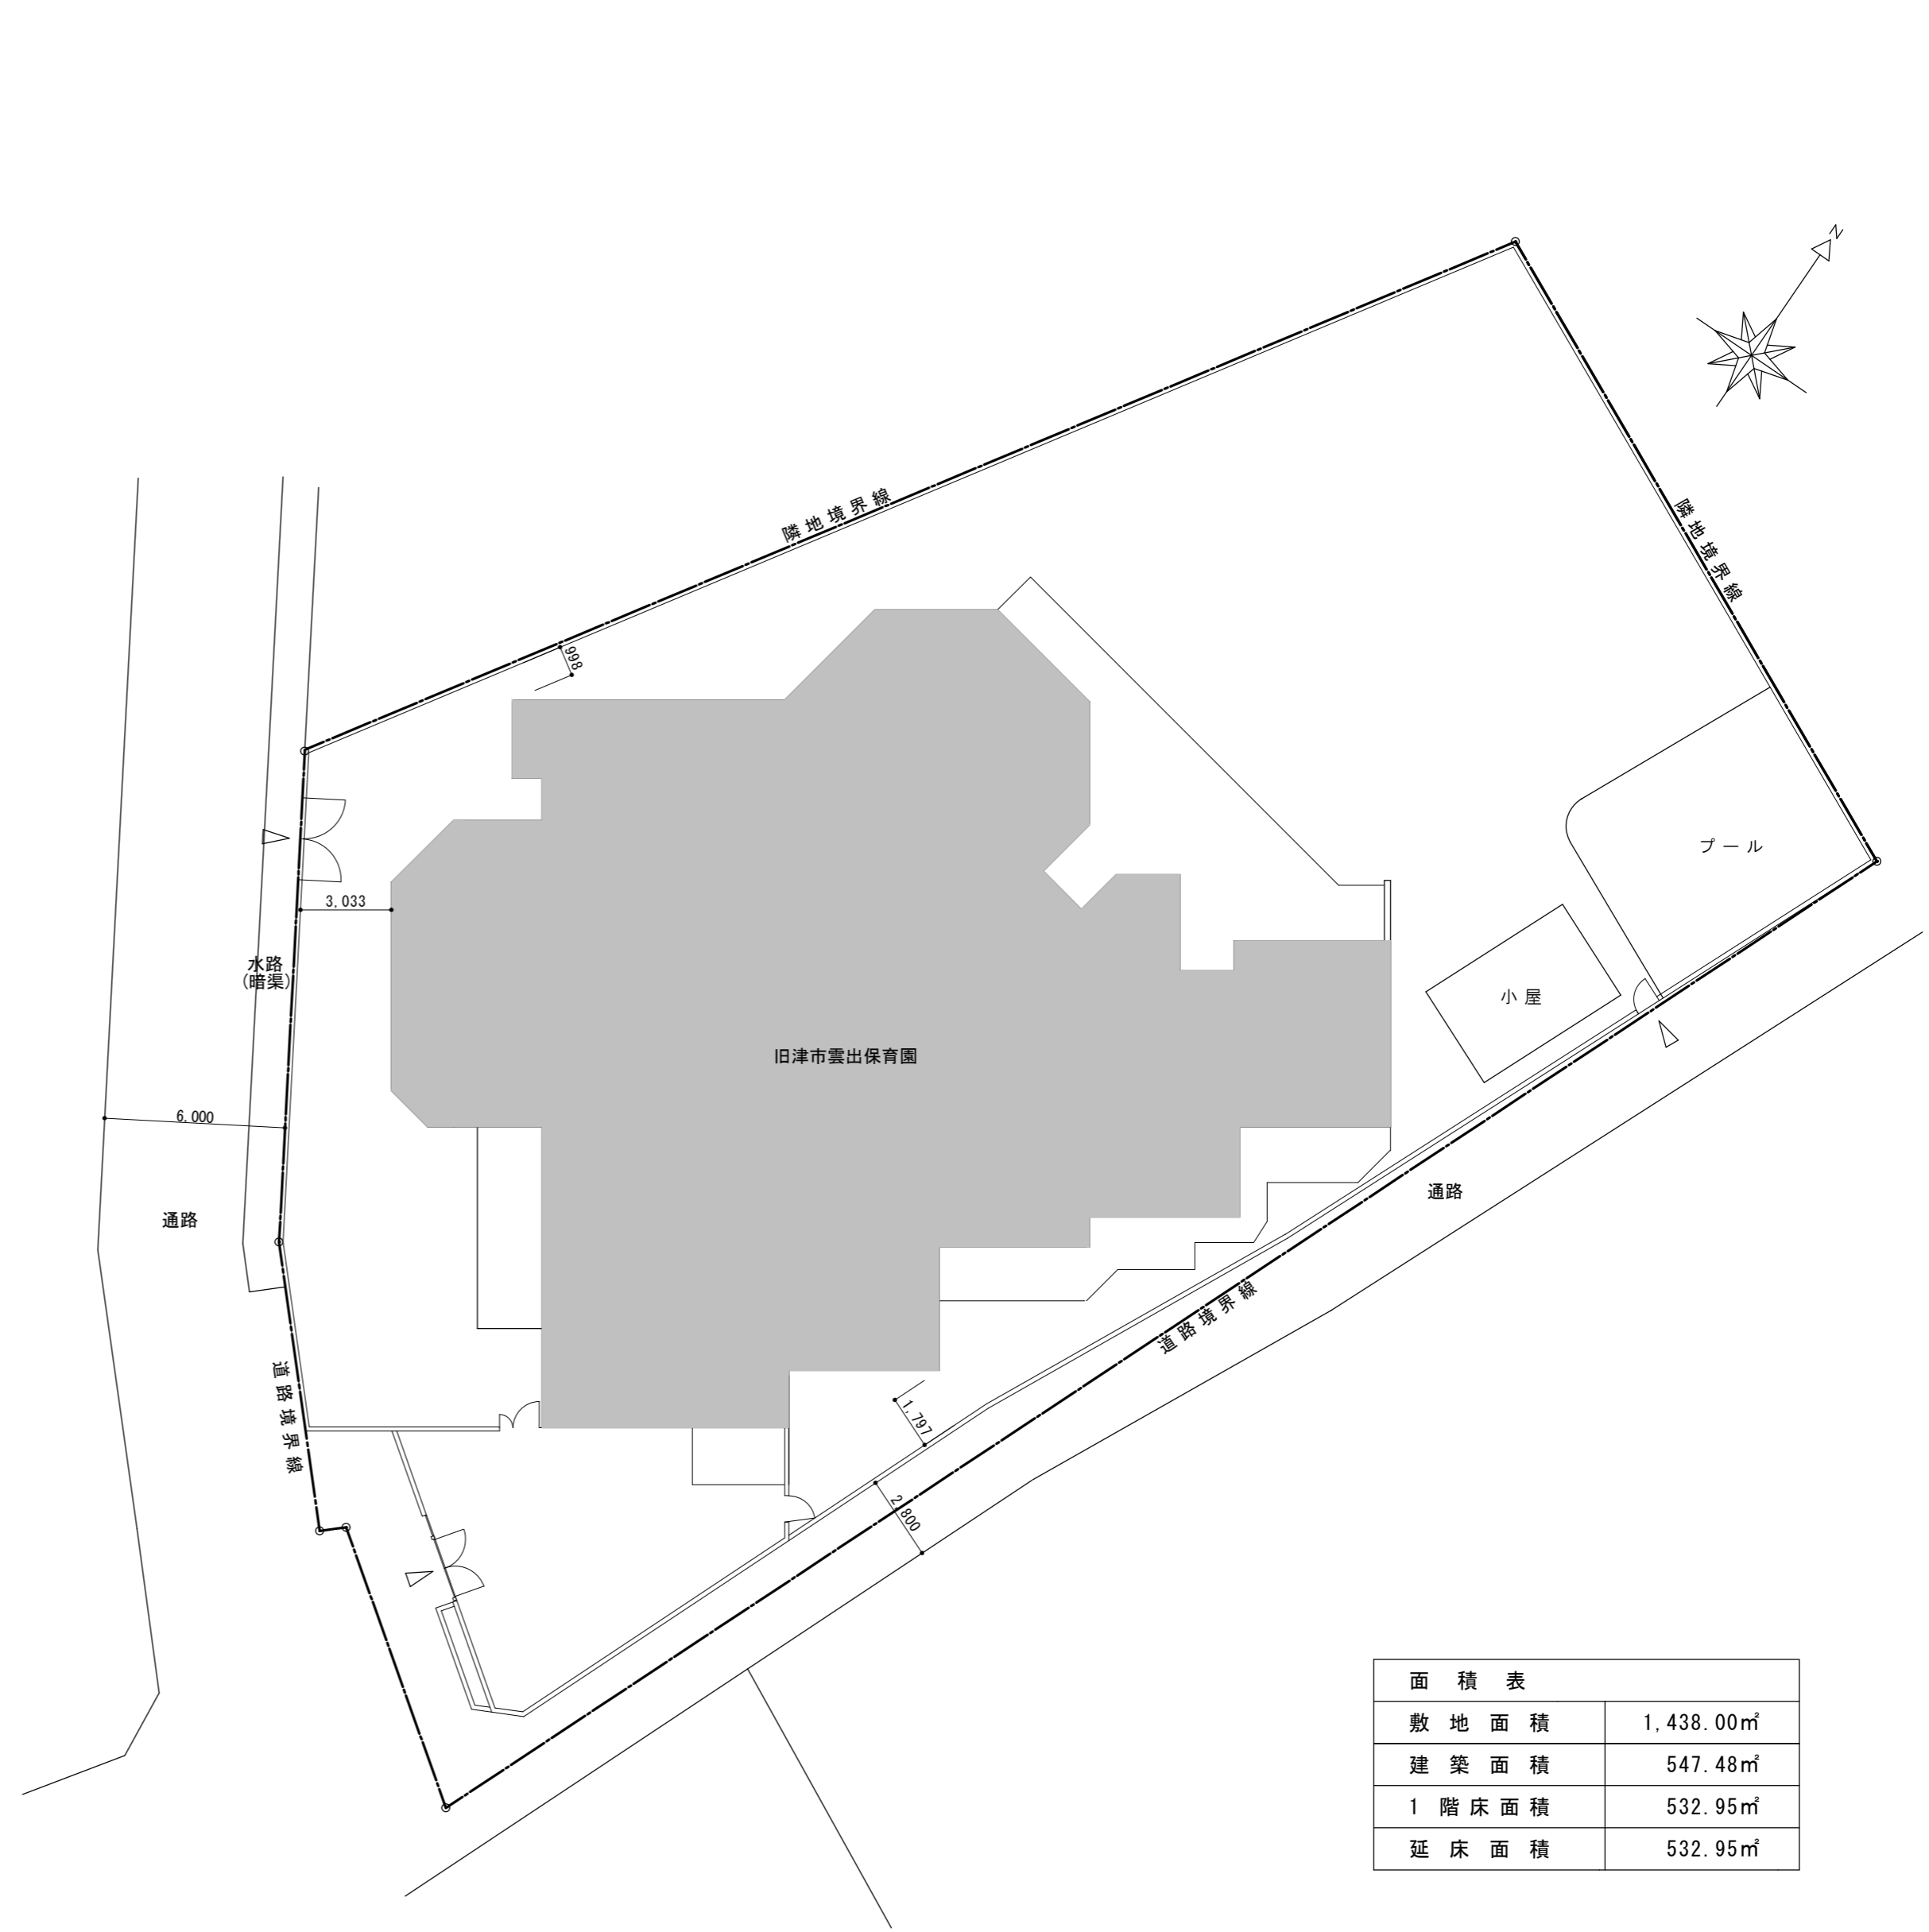 N
隣地境界線
隣地境界線
998
プール
3,033
水路
(暗渠)
小屋
旧津市雲出保育園
6,000
通路
通路
道路境界線
道路境界線
1,797
2,800
面積表
敷地面積 1,438.00㎡
建築面積 547.48㎡
1階床面積 532.95㎡
延床面積 532.95㎡